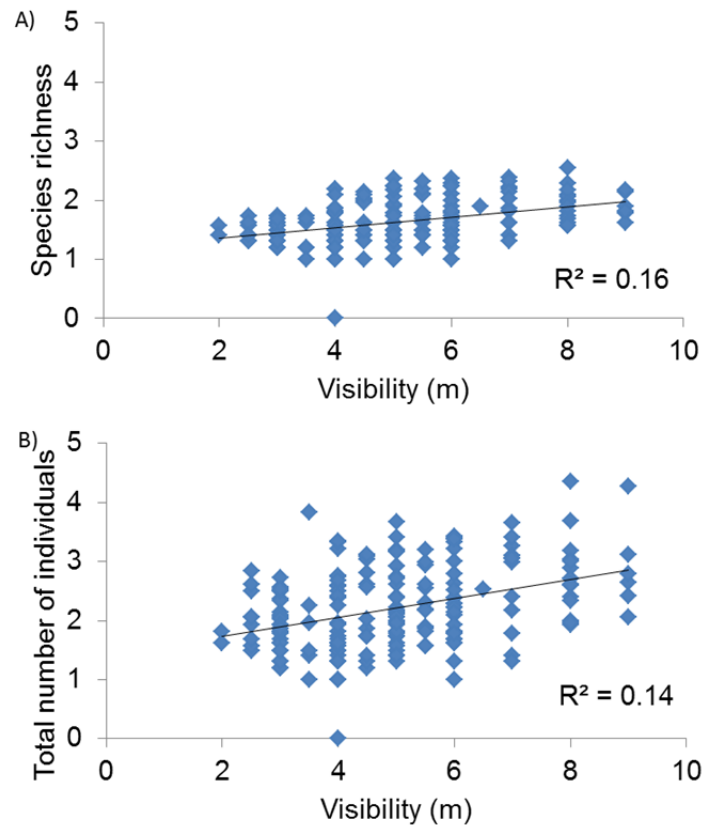 A)
5
4
3
2
1
0
Species richness
R² = 0.16
0 2 4 6 8 10
Visibility (m)
B)
5
4
3
2
1
0
Total number of individuals
R² = 0.14
0 2 4 6 8 10
Visibility (m)